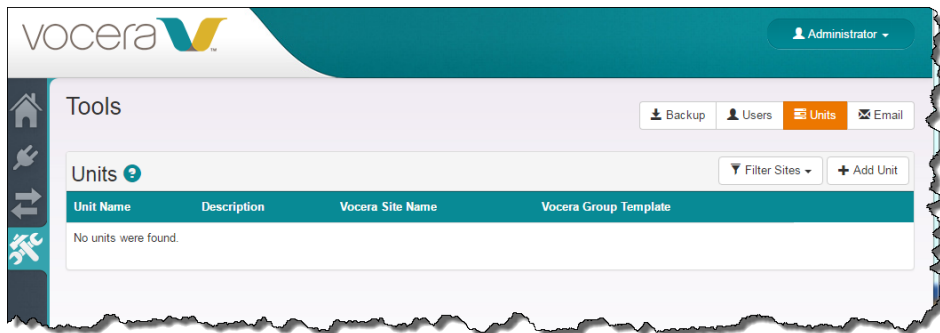 vocera
™
Administrator
Tools
Backup Users Units Email
Units ?
Filter Sites Add Unit
Unit Name Description Vocera Site Name Vocera Group Template
No units were found.